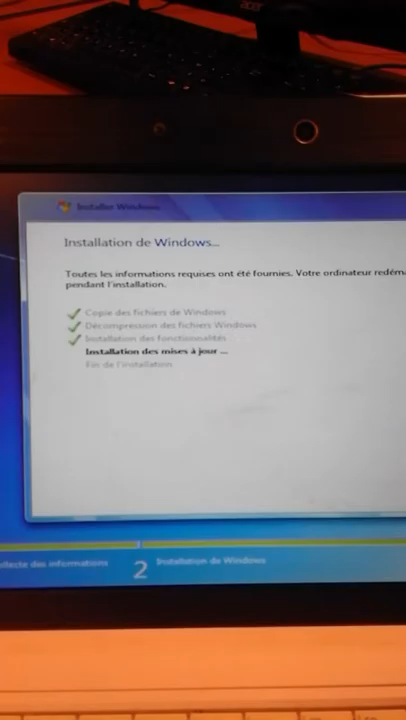 Installer Windows
Installation de Windows...
Toutes les informations requises ont été fournies. Votre ordinateur
pendant l'installation.
Copie des fichiers de Windows
Décompression des fichiers Windows
Installation des fonctionnalités
Installation des mises à jour ...
Fin de l'installation
des informations
2 Installation de Windows